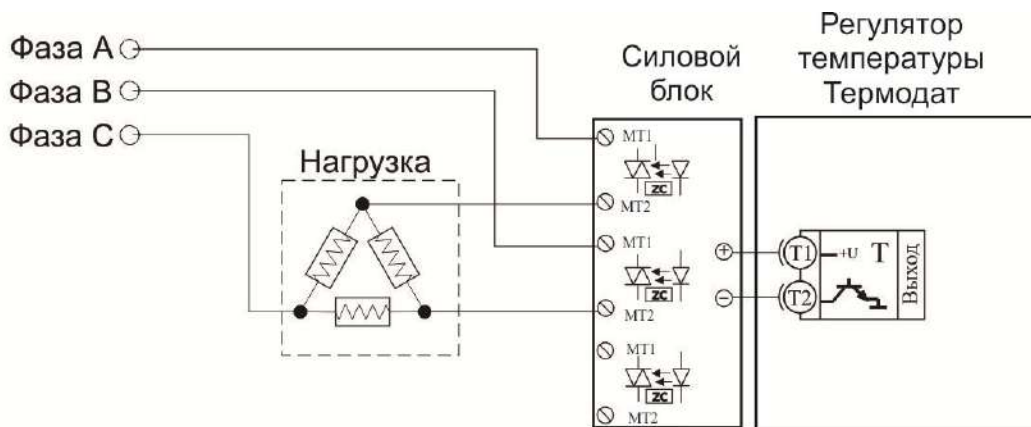 Фаза A
Фаза B
Фаза C
Нагрузка
Силовой
блок
Регулятор
температуры
Термодат
MT1
ZC
MT2
MT1
ZC
MT2
MT1
ZC
MT2
+
−
T1
T2
+U
T
Выход